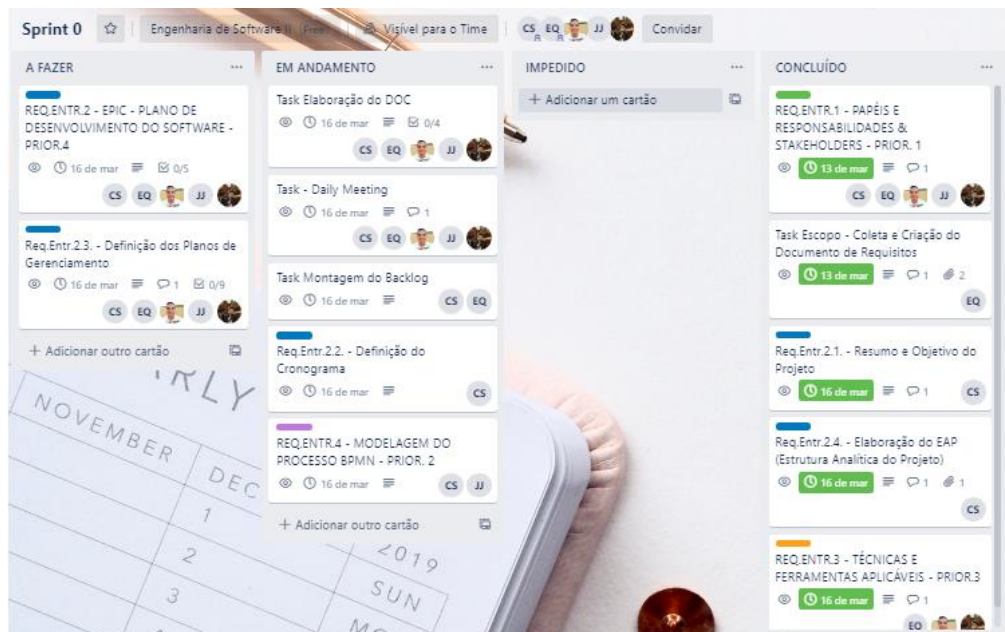 Sprint 0
Engenharia de Software II Free
Visível para o Time
CS EQ JJ
Convidar
A FAZER
REQ.ENTR.2 - EPIC - PLANO DE
DESENVOLVIMENTO DO SOFTWARE -
PRIOR.4
16 de mar 0/5
CS EQ JJ
Req.Entr.2.3. - Definição dos Planos de
Gerenciamento
16 de mar 1 0/9
CS EQ JJ
+ Adicionar outro cartão
EM ANDAMENTO
Task Elaboração do DOC
16 de mar 0/4
CS EQ JJ
Task - Daily Meeting
16 de mar 1
CS EQ JJ
Task Montagem do Backlog
16 de mar CS EQ
Req.Entr.2.2. - Definição do
Cronograma
16 de mar CS
REQ.ENTR.4 - MODELAGEM DO
PROCESSO BPMN - PRIOR. 2
16 de mar CS JJ
+ Adicionar outro cartão
IMPEDIDO
+ Adicionar um cartão
CONCLUÍDO
REQ.ENTR.1 - PAPÉIS E
RESPONSABILIDADES &
STAKEHOLDERS - PRIOR. 1
13 de mar 1
CS EQ JJ
Task Escopo - Coleta e Criação do
Documento de Requisitos
13 de mar 1 2
EQ
Req.Entr.2.1. - Resumo e Objetivo do
Projeto
16 de mar 1 CS
Req.Entr.2.4. - Elaboração do EAP
(Estrutura Analítica do Projeto)
16 de mar 1 1
CS
REQ.ENTR.3 - TÉCNICAS E
FERRAMENTAS APLICÁVEIS - PRIOR.3
16 de mar 1
EQ
NOVEMBER
DEC
1
2
3
2019
SUN